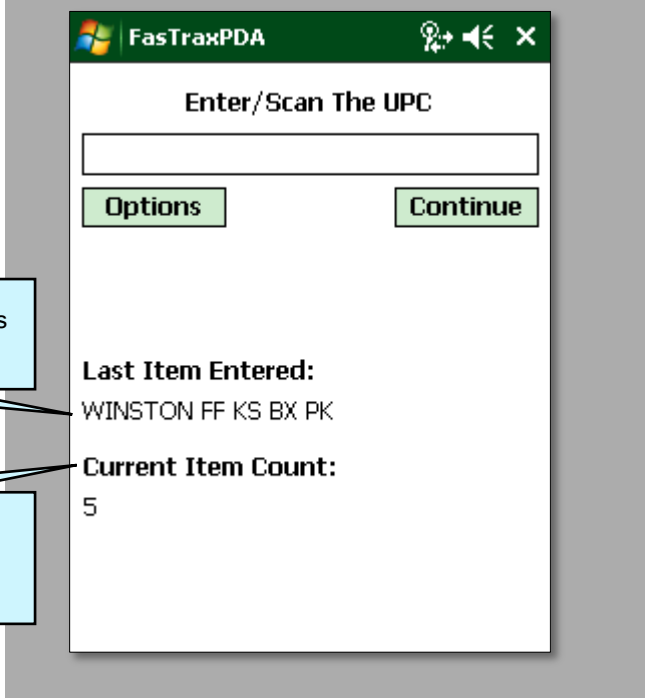 FasTraxPDA
Enter/Scan The UPC
Options Continue
s
Last Item Entered:
WINSTON FF KS BX PK
Current Item Count:
5